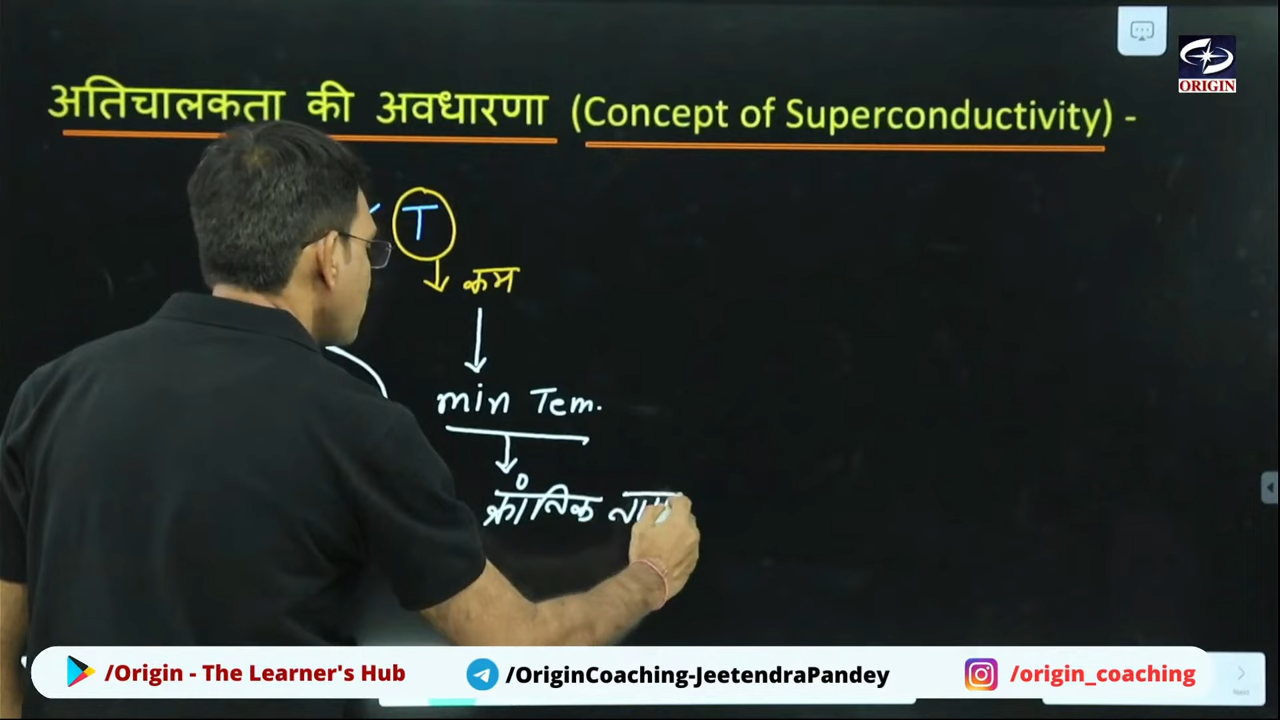 अतिचालकता की अवधारणा (Concept of Superconductivity) -
ORIGIN
T
↓ कम
min Tem.
क्रांतिक
/Origin - The Learner's Hub
/OriginCoaching-JeetendraPandey
/origin_coaching